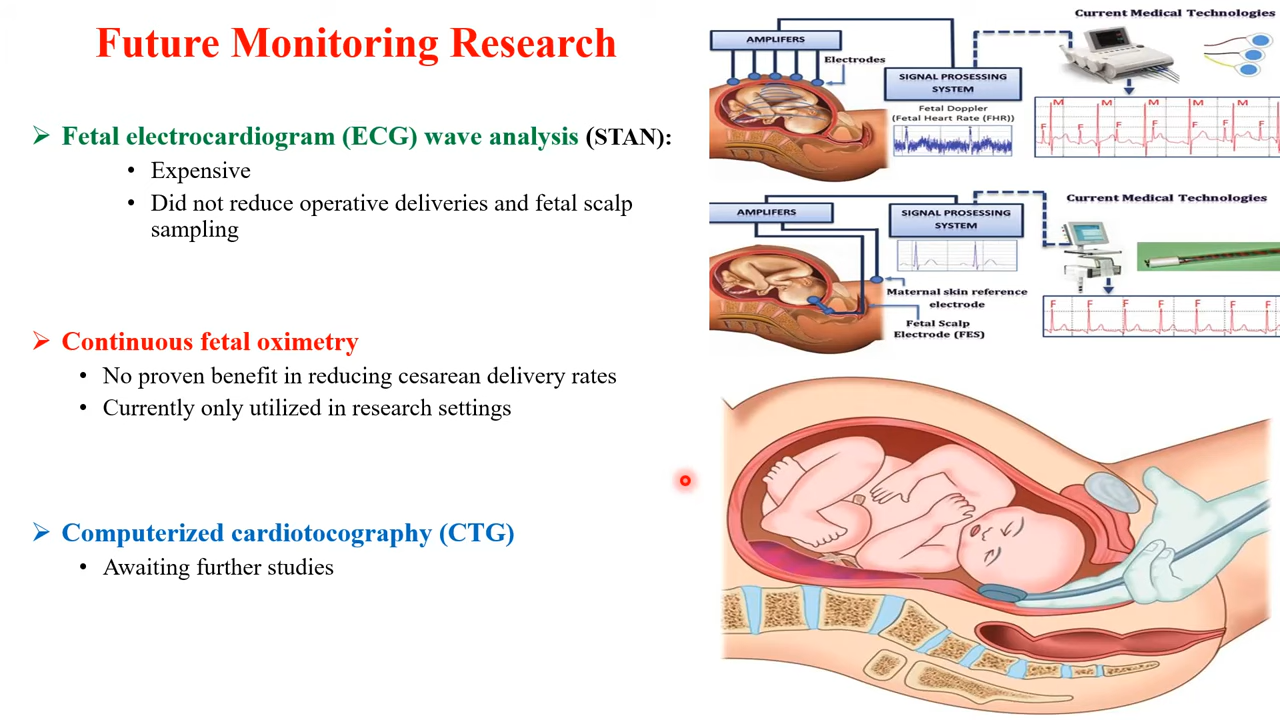 Future Monitoring Research
➢ Fetal electrocardiogram (ECG) wave analysis (STAN):
• Expensive
• Did not reduce operative deliveries and fetal scalp
sampling
➢ Continuous fetal oximetry
• No proven benefit in reducing cesarean delivery rates
• Currently only utilized in research settings
➢ Computerized cardiotocography (CTG)
• Awaiting further studies
Current Medical Technologies
AMPLIFERS
Electrodes
SIGNAL PROSESSING
SYSTEM
Fetal Doppler
(Fetal Heart Rate (FHR))
M M M M M
F F F F F
Current Medical Technologies
AMPLIFERS
SIGNAL PROSESSING
SYSTEM
Maternal skin reference
electrode
Fetal Scalp
Electrode (FES)
F F F F F F F